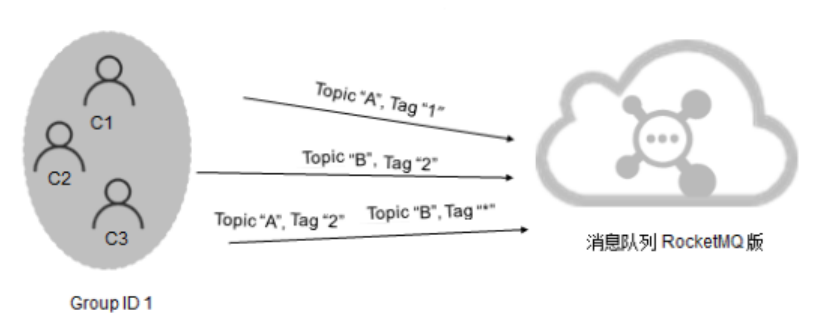 Topic “A”, Tag “1”
C1
Topic “B”, Tag “2”
C2
Topic “A”, Tag “2” Topic “B”, Tag “*”
C3
消息队列 RocketMQ 版
Group ID 1